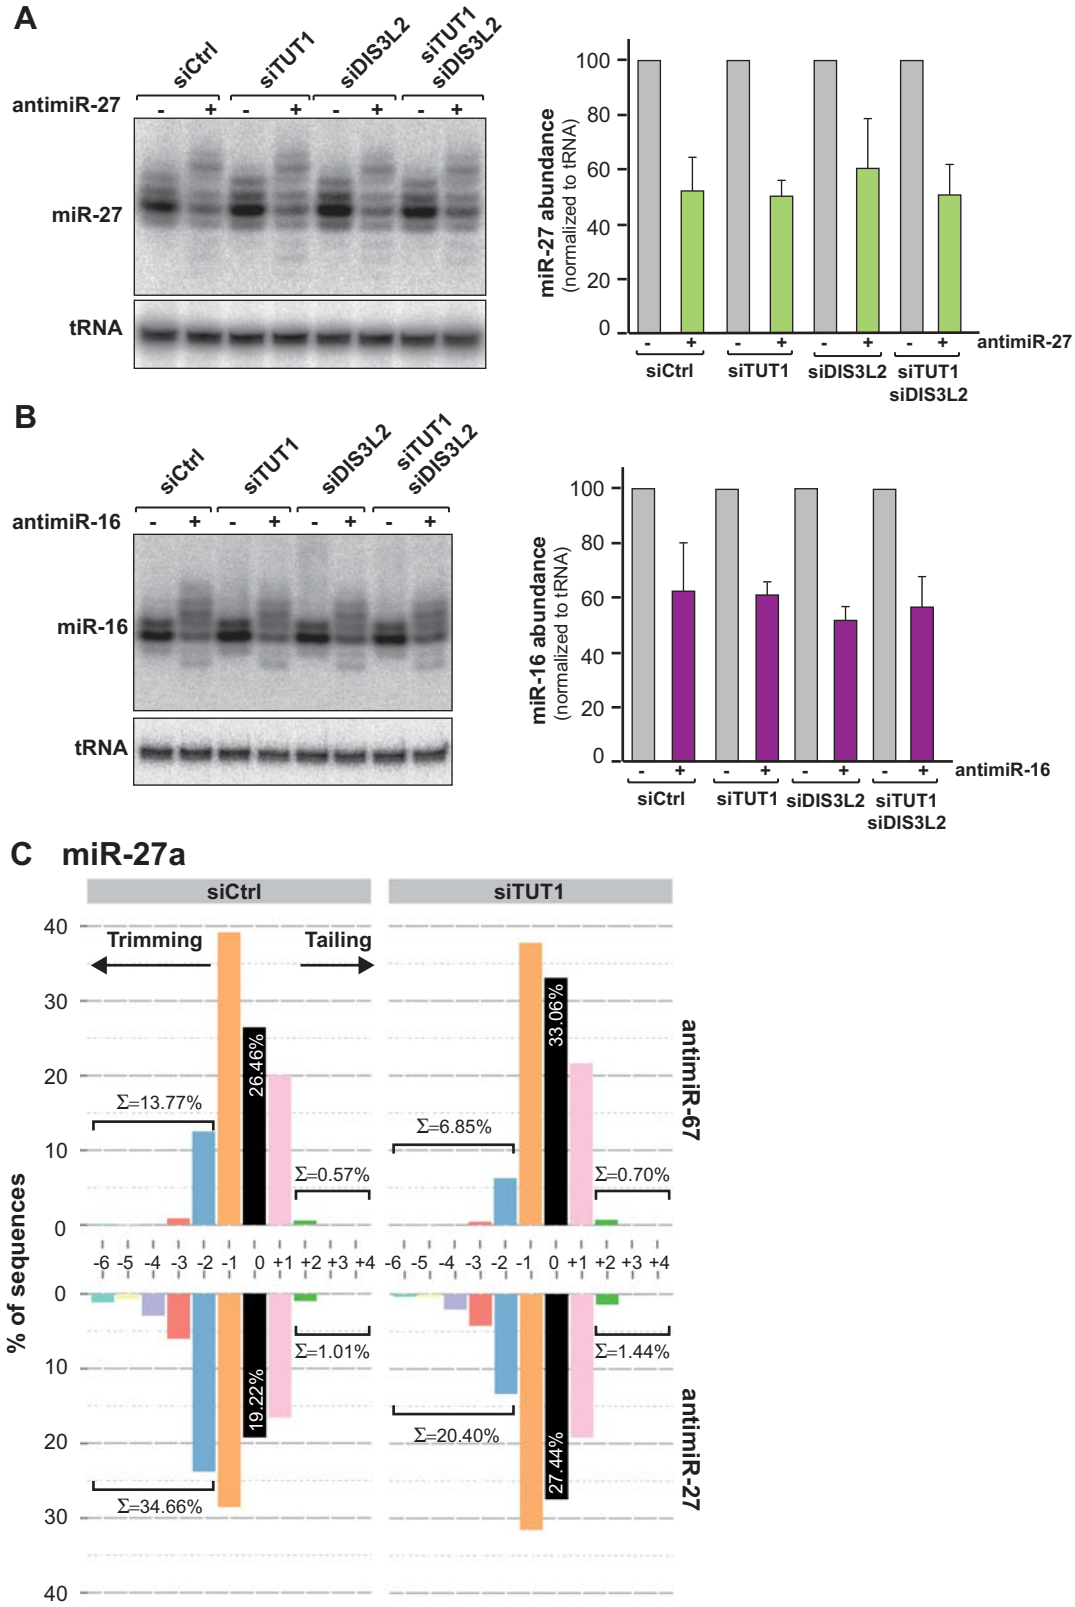 A
siCtrl
siTUT1
siDIS3L2
siTUT1
siDIS3L2
antimiR-27
- + - + - + - +
miR-27
tRNA
miR-27 abundance
(normalized to tRNA)
100
80
60
40
20
0
- + - + - + - +
antimiR-27
siCtrl siTUT1 siDIS3L2 siTUT1
siDIS3L2
B
siCtrl
siTUT1
siDIS3L2
siTUT1
siDIS3L2
antimiR-16
- + - + - + - +
miR-16
tRNA
miR-16 abundance
(normalized to tRNA)
100
80
60
40
20
0
- + - + - + - +
antimiR-16
siCtrl siTUT1 siDIS3L2 siTUT1
siDIS3L2
C miR-27a
siCtrl siTUT1
% of sequences
40
30
20
10
0
Trimming Tailing
Σ=13.77%
26.46%
Σ=0.57%
Σ=6.85%
33.06%
Σ=0.70%
antimiR-67
-6 -5 -4 -3 -2 -1 0 +1 +2 +3 +4
-6 -5 -4 -3 -2 -1 0 +1 +2 +3 +4
0
10
20
30
40
19.22%
Σ=1.01%
Σ=34.66%
27.44%
Σ=1.44%
Σ=20.40%
antimiR-27